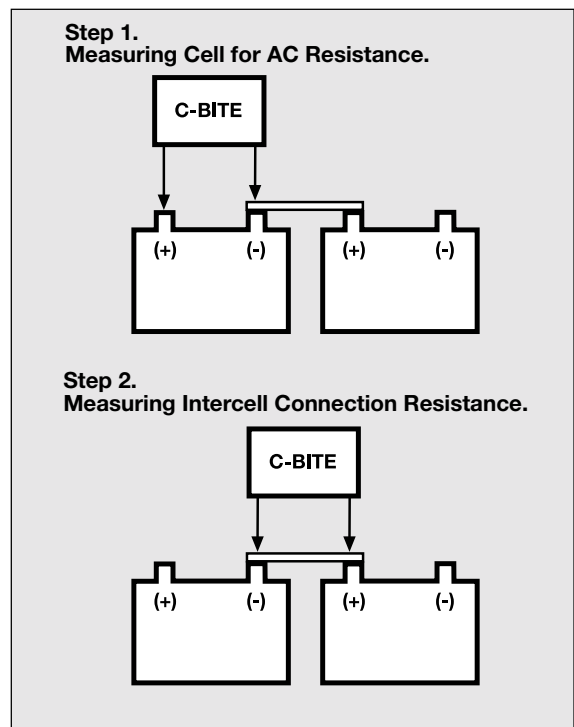 Step 1.
Measuring Cell for AC Resistance.
C-BITE
(+) (-) (+) (-)
Step 2.
Measuring Intercell Connection Resistance.
C-BITE
(+) (-) (+) (-)